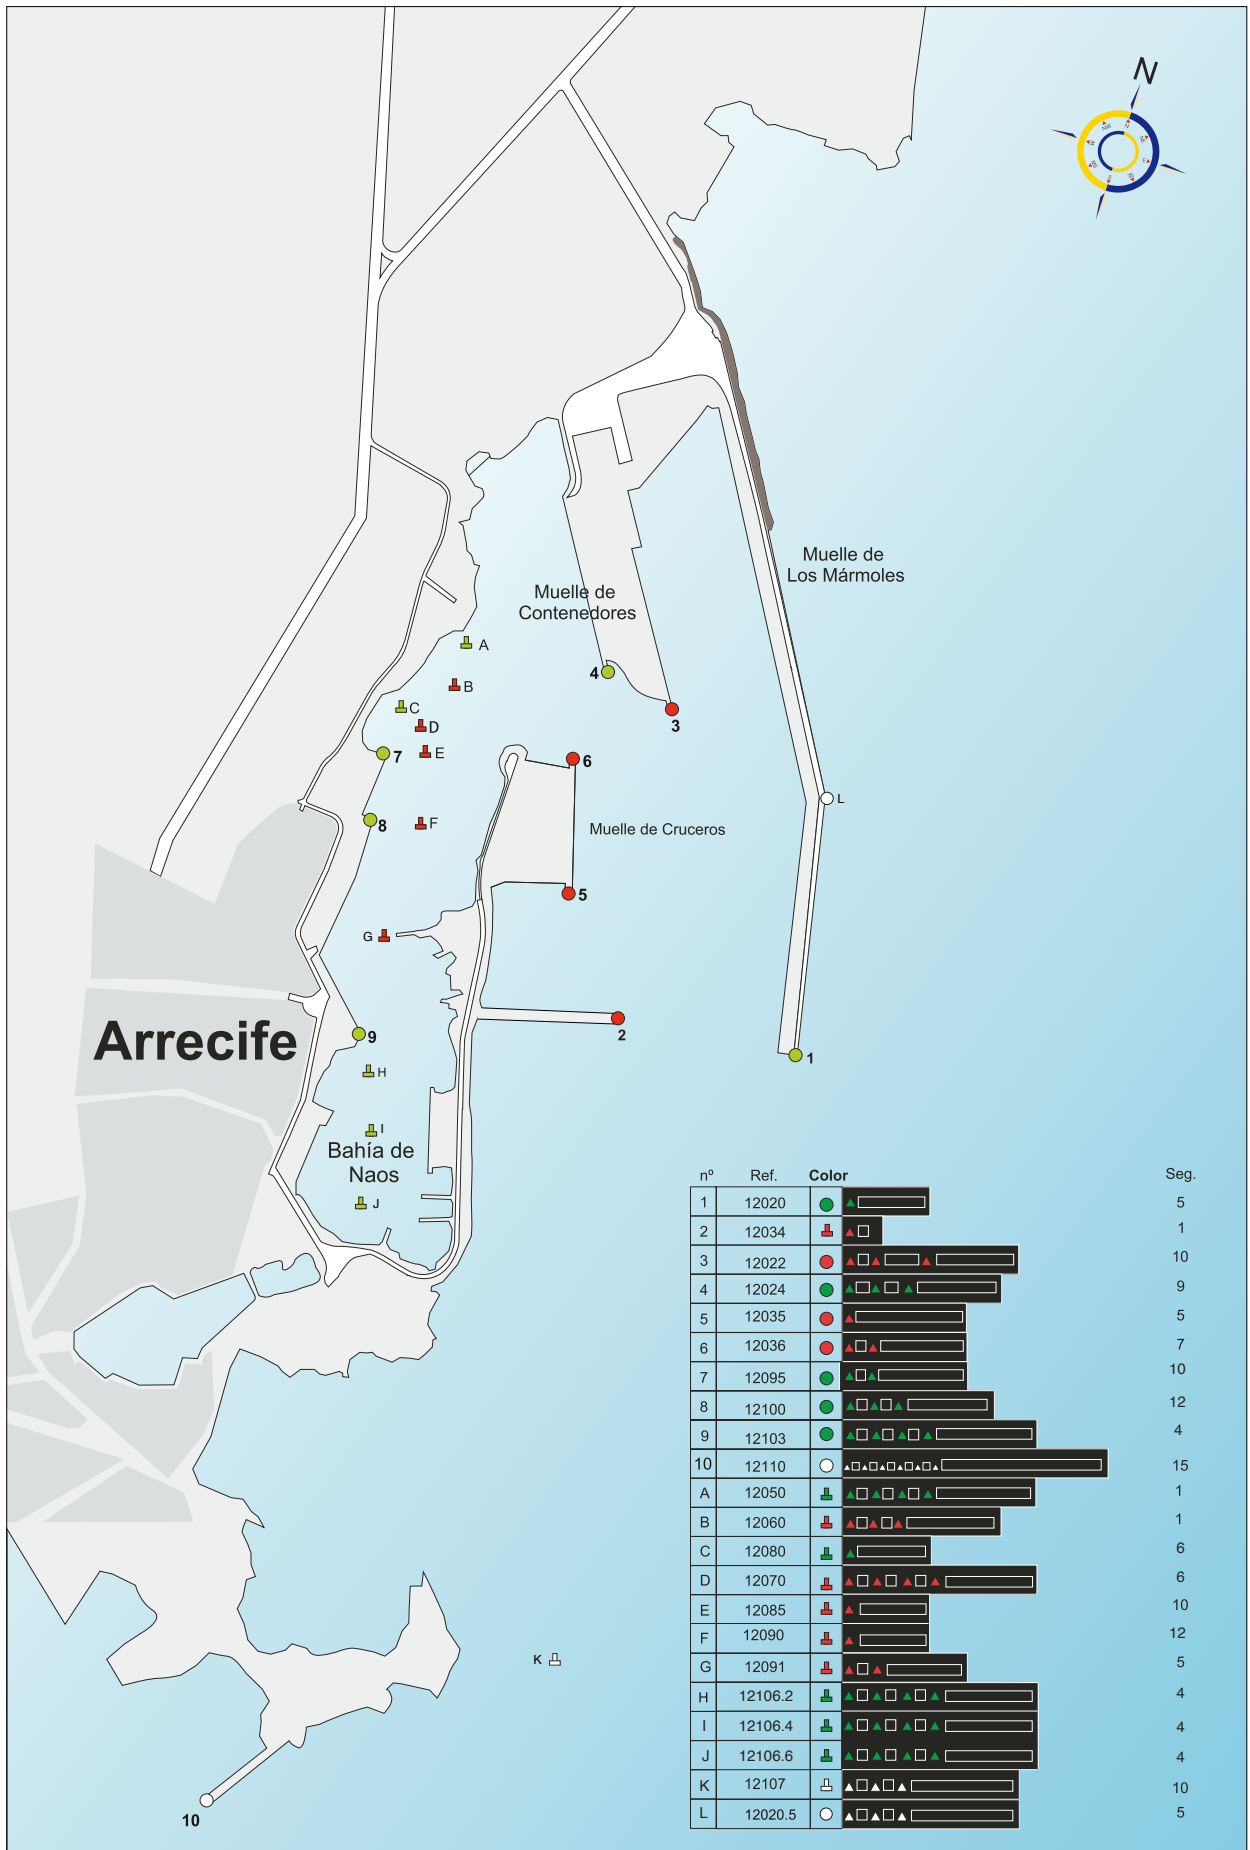 N
Muelle de
Los Mármoles
Muelle de
Contenedores
A
B
4
C
D
3
7
E
6
L
8
F
Muelle de Cruceros
5
G
Arrecife
9
2
1
H
I
Bahía de
Naos
J
K
10
nº Ref. Color Seg.
1 12020 5
2 12034 1
3 12022 10
4 12024 9
5 12035 5
6 12036 7
7 12095 10
8 12100 12
9 12103 4
10 12110 15
A 12050 1
B 12060 1
C 12080 6
D 12070 6
E 12085 10
F 12090 12
G 12091 5
H 12106.2 4
I 12106.4 4
J 12106.6 4
K 12107 10
L 12020.5 5